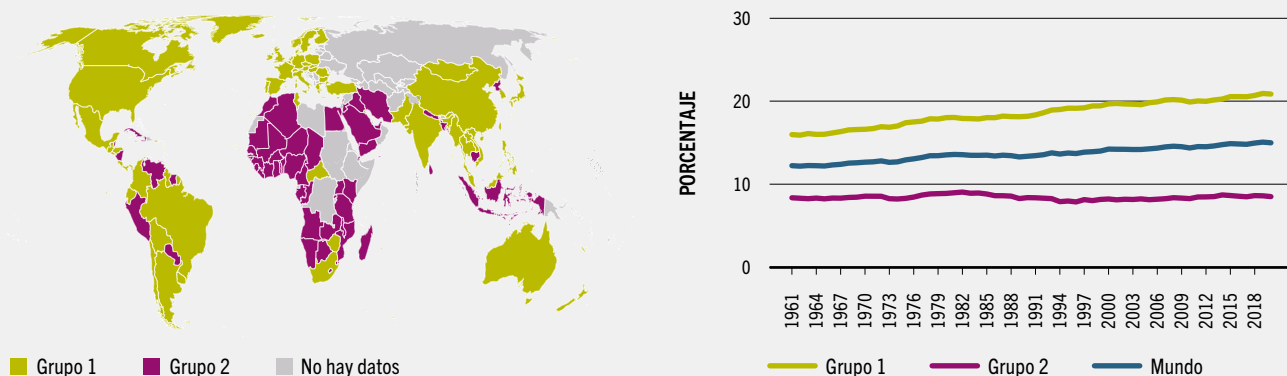 Grupo 1 Grupo 2 No hay datos
PORCENTAJE
30
20
10
0
1961 1964 1967 1970 1973 1976 1979 1982 1985 1988 1991 1994 1997 2000 2003 2006 2009 2012 2015 2018
Grupo 1 Grupo 2 Mundo